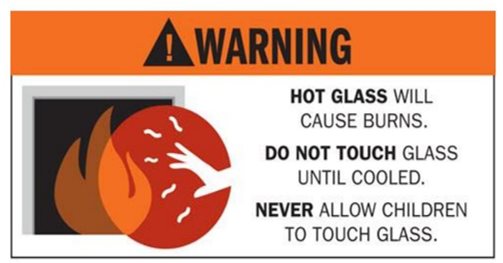 WARNING
HOT GLASS WILL
CAUSE BURNS.
DO NOT TOUCH GLASS
UNTIL COOLED.
NEVER ALLOW CHILDREN
TO TOUCH GLASS.